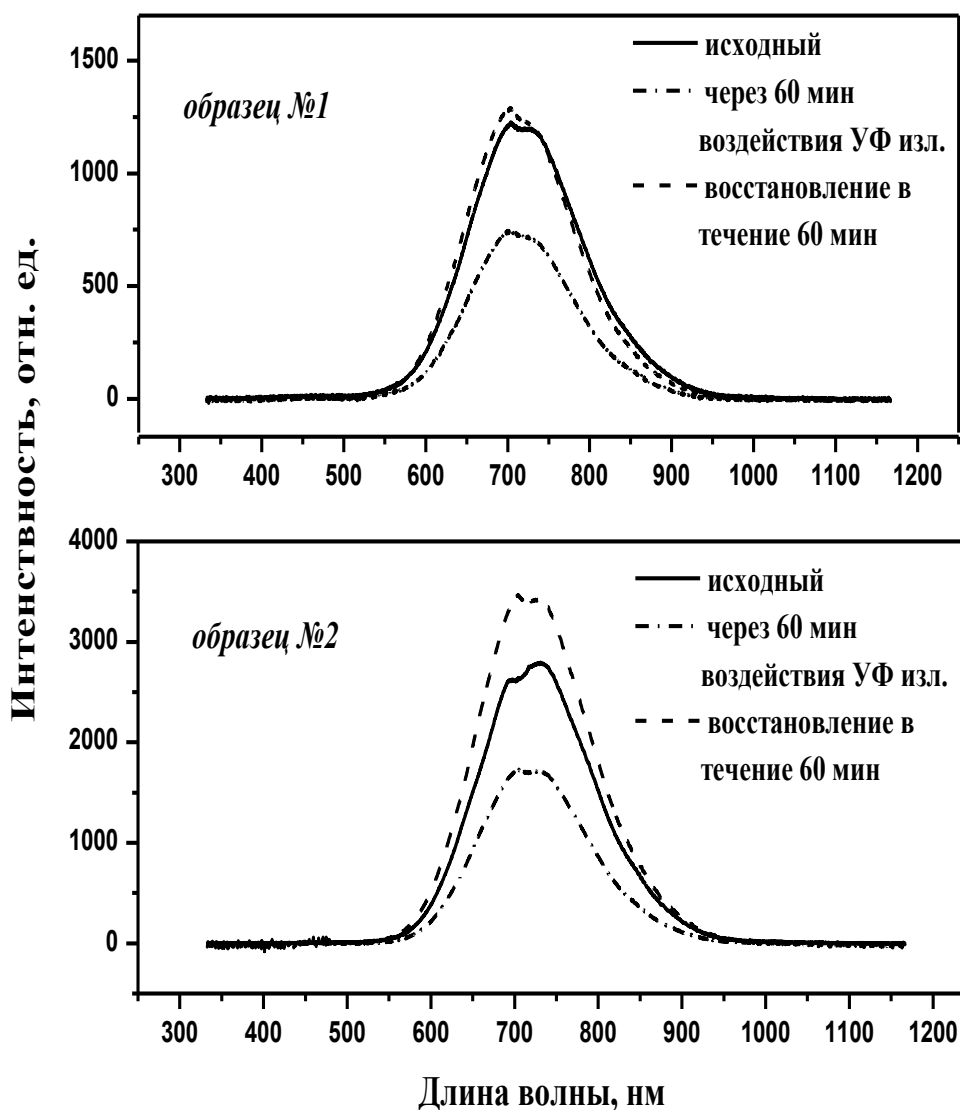 Интенствность, отн. ед.
1500
1000
500
0
образец №1
исходный
через 60 мин
воздействия УФ изл.
восстановление в
течение 60 мин
300 400 500 600 700 800 900 1000 1100 1200
4000
3000
2000
1000
0
образец №2
исходный
через 60 мин
воздействия УФ изл.
восстановление в
течение 60 мин
300 400 500 600 700 800 900 1000 1100 1200
Длина волны, нм